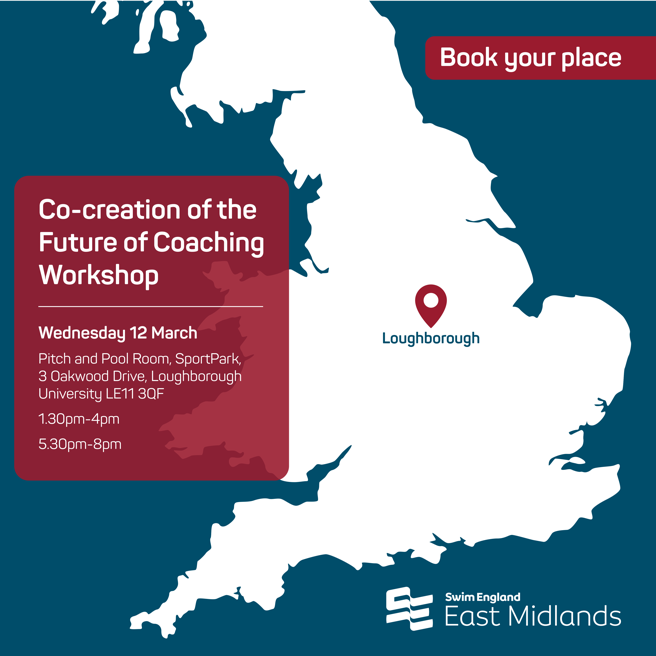 Book your place
Co-creation of the
Future of Coaching
Workshop
Wednesday 12 March
Pitch and Pool Room, SportPark,
3 Oakwood Drive, Loughborough
University LE11 3QF
1.30pm-4pm
5.30pm-8pm
Loughborough
Swim England
East Midlands